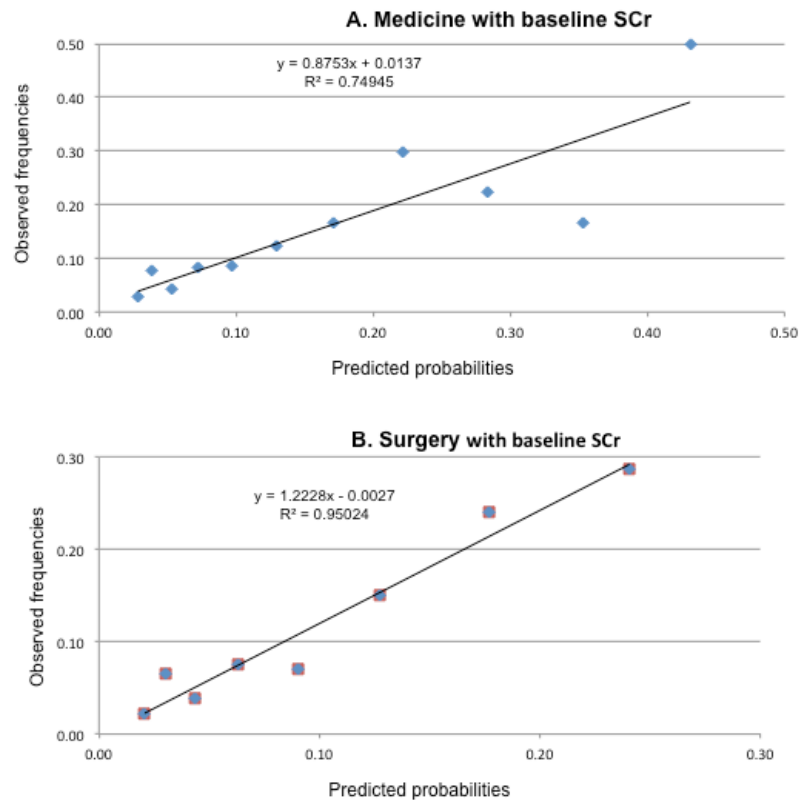 A. Medicine with baseline SCr
0.50
y = 0.8753x + 0.0137
R² = 0.74945
0.40
0.30
0.20
0.10
0.00
Observed frequencies
0.00 0.10 0.20 0.30 0.40 0.50
Predicted probabilities
B. Surgery with baseline SCr
0.30
y = 1.2228x - 0.0027
R² = 0.95024
0.20
0.10
0.00
Observed frequencies
0.00 0.10 0.20 0.30
Predicted probabilities